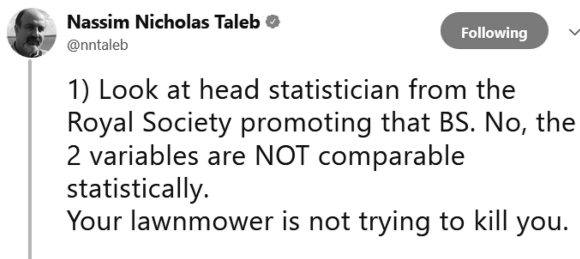 Nassim Nicholas Taleb
@nntaleb
Following
1) Look at head statistician from the
Royal Society promoting that BS. No, the
2 variables are NOT comparable
statistically.
Your lawnmower is not trying to kill you.